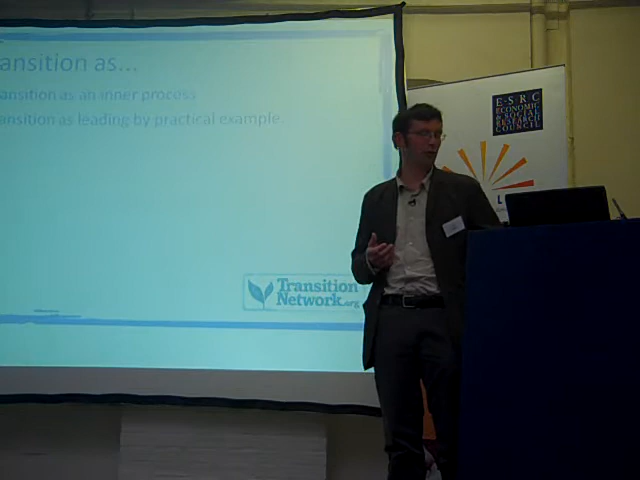 ansition as...
ansition as an inner process
ansition as leading by practical example.
Transition
Network.org
E·S·R·C
ECONOMIC
& SOCIAL
RESEARCH
COUNCIL
L